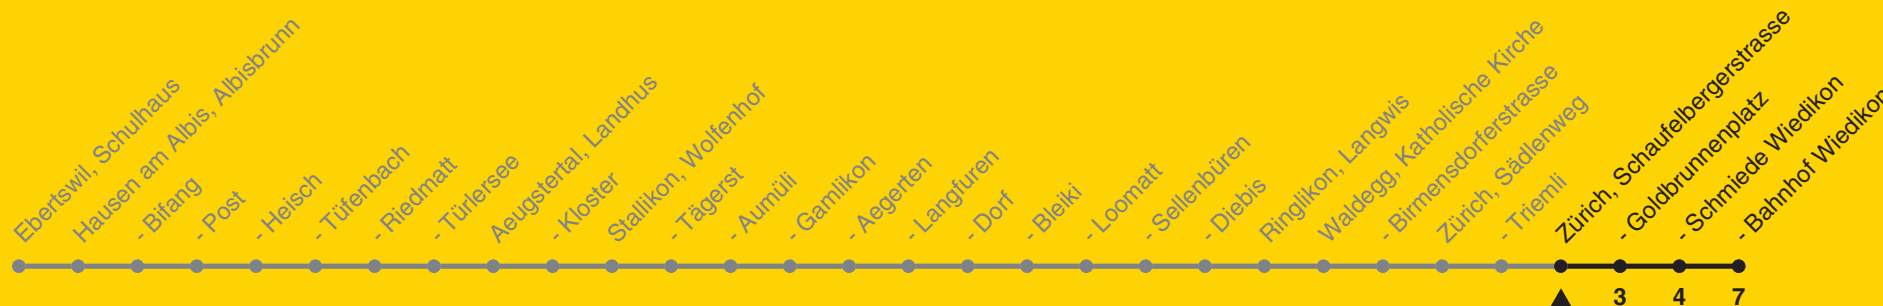 Ebertswil, Schulhaus
Hausen am Albis, Albisbrunn
- Bifang
- Post
- Heisch
- Tüfenbach
- Riedmatt
- Türlersee
Aeugstertal, Landhus
- Kloster
Stallikon, Wolfenhof
- Tägerst
- Aumüli
- Gamlikon
- Aegerten
- Langfuren
- Dorf
- Bleiki
- Loomatt
- Sellenbüren
- Diebis
Ringlikon, Langwis
Waldegg, Katholische Kirche
- Birmensdorferstrasse
Zürich, Sädlenweg
- Triemli
Zürich, Schaufelbergerstrasse
- Goldbrunnenplatz
- Schmiede Wiedikon
- Bahnhof Wiedikon
3 4 7